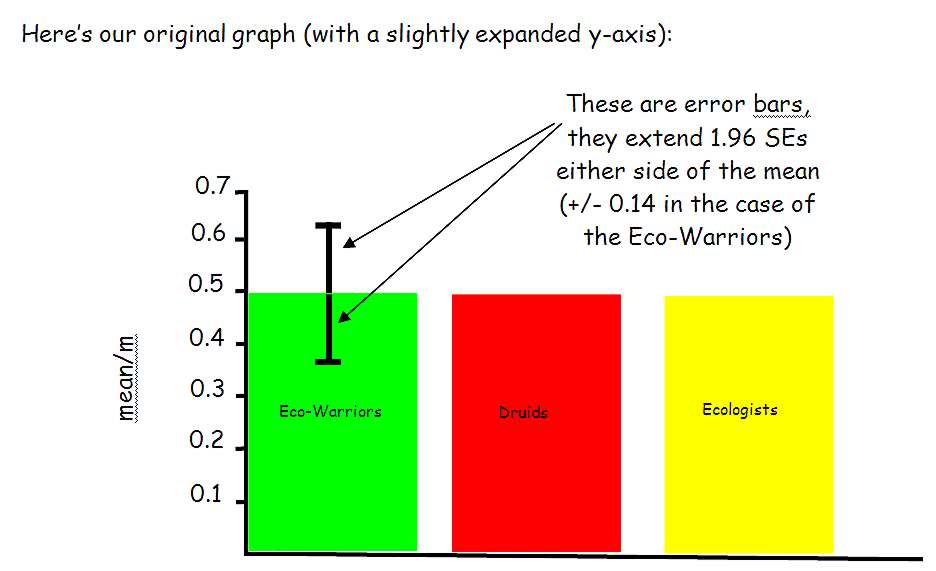 Here's our original graph (with a slightly expanded y-axis):
These are error bars,
they extend 1.96 SEs
either side of the mean
(+/- 0.14 in the case of
the Eco-Warriors)
0.7
0.6
0.5
0.4
0.3
0.2
0.1
mean/m
Eco-Warriors
Druids
Ecologists